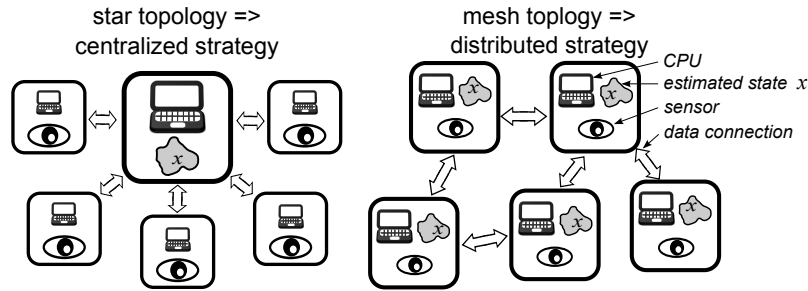 star topology =>
centralized strategy
mesh toplogy =>
distributed strategy
CPU
estimated state x
sensor
data connection
x
x
x
x
x
x